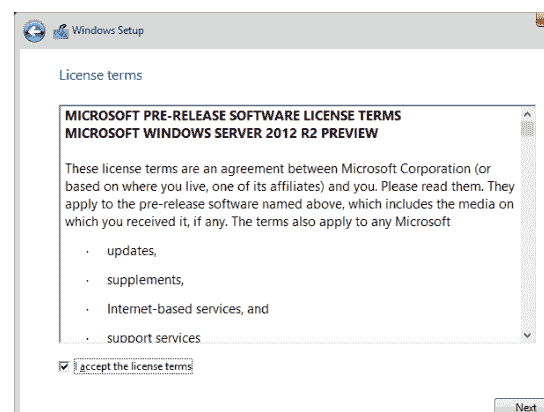 Windows Setup
License terms
MICROSOFT PRE-RELEASE SOFTWARE LICENSE TERMS
MICROSOFT WINDOWS SERVER 2012 R2 PREVIEW
These license terms are an agreement between Microsoft Corporation (or
based on where you live, one of its affiliates) and you. Please read them. They
apply to the pre-release software named above, which includes the media on
which you received it, if any. The terms also apply to any Microsoft
· updates,
· supplements,
· Internet-based services, and
· support services
I accept the license terms
Next